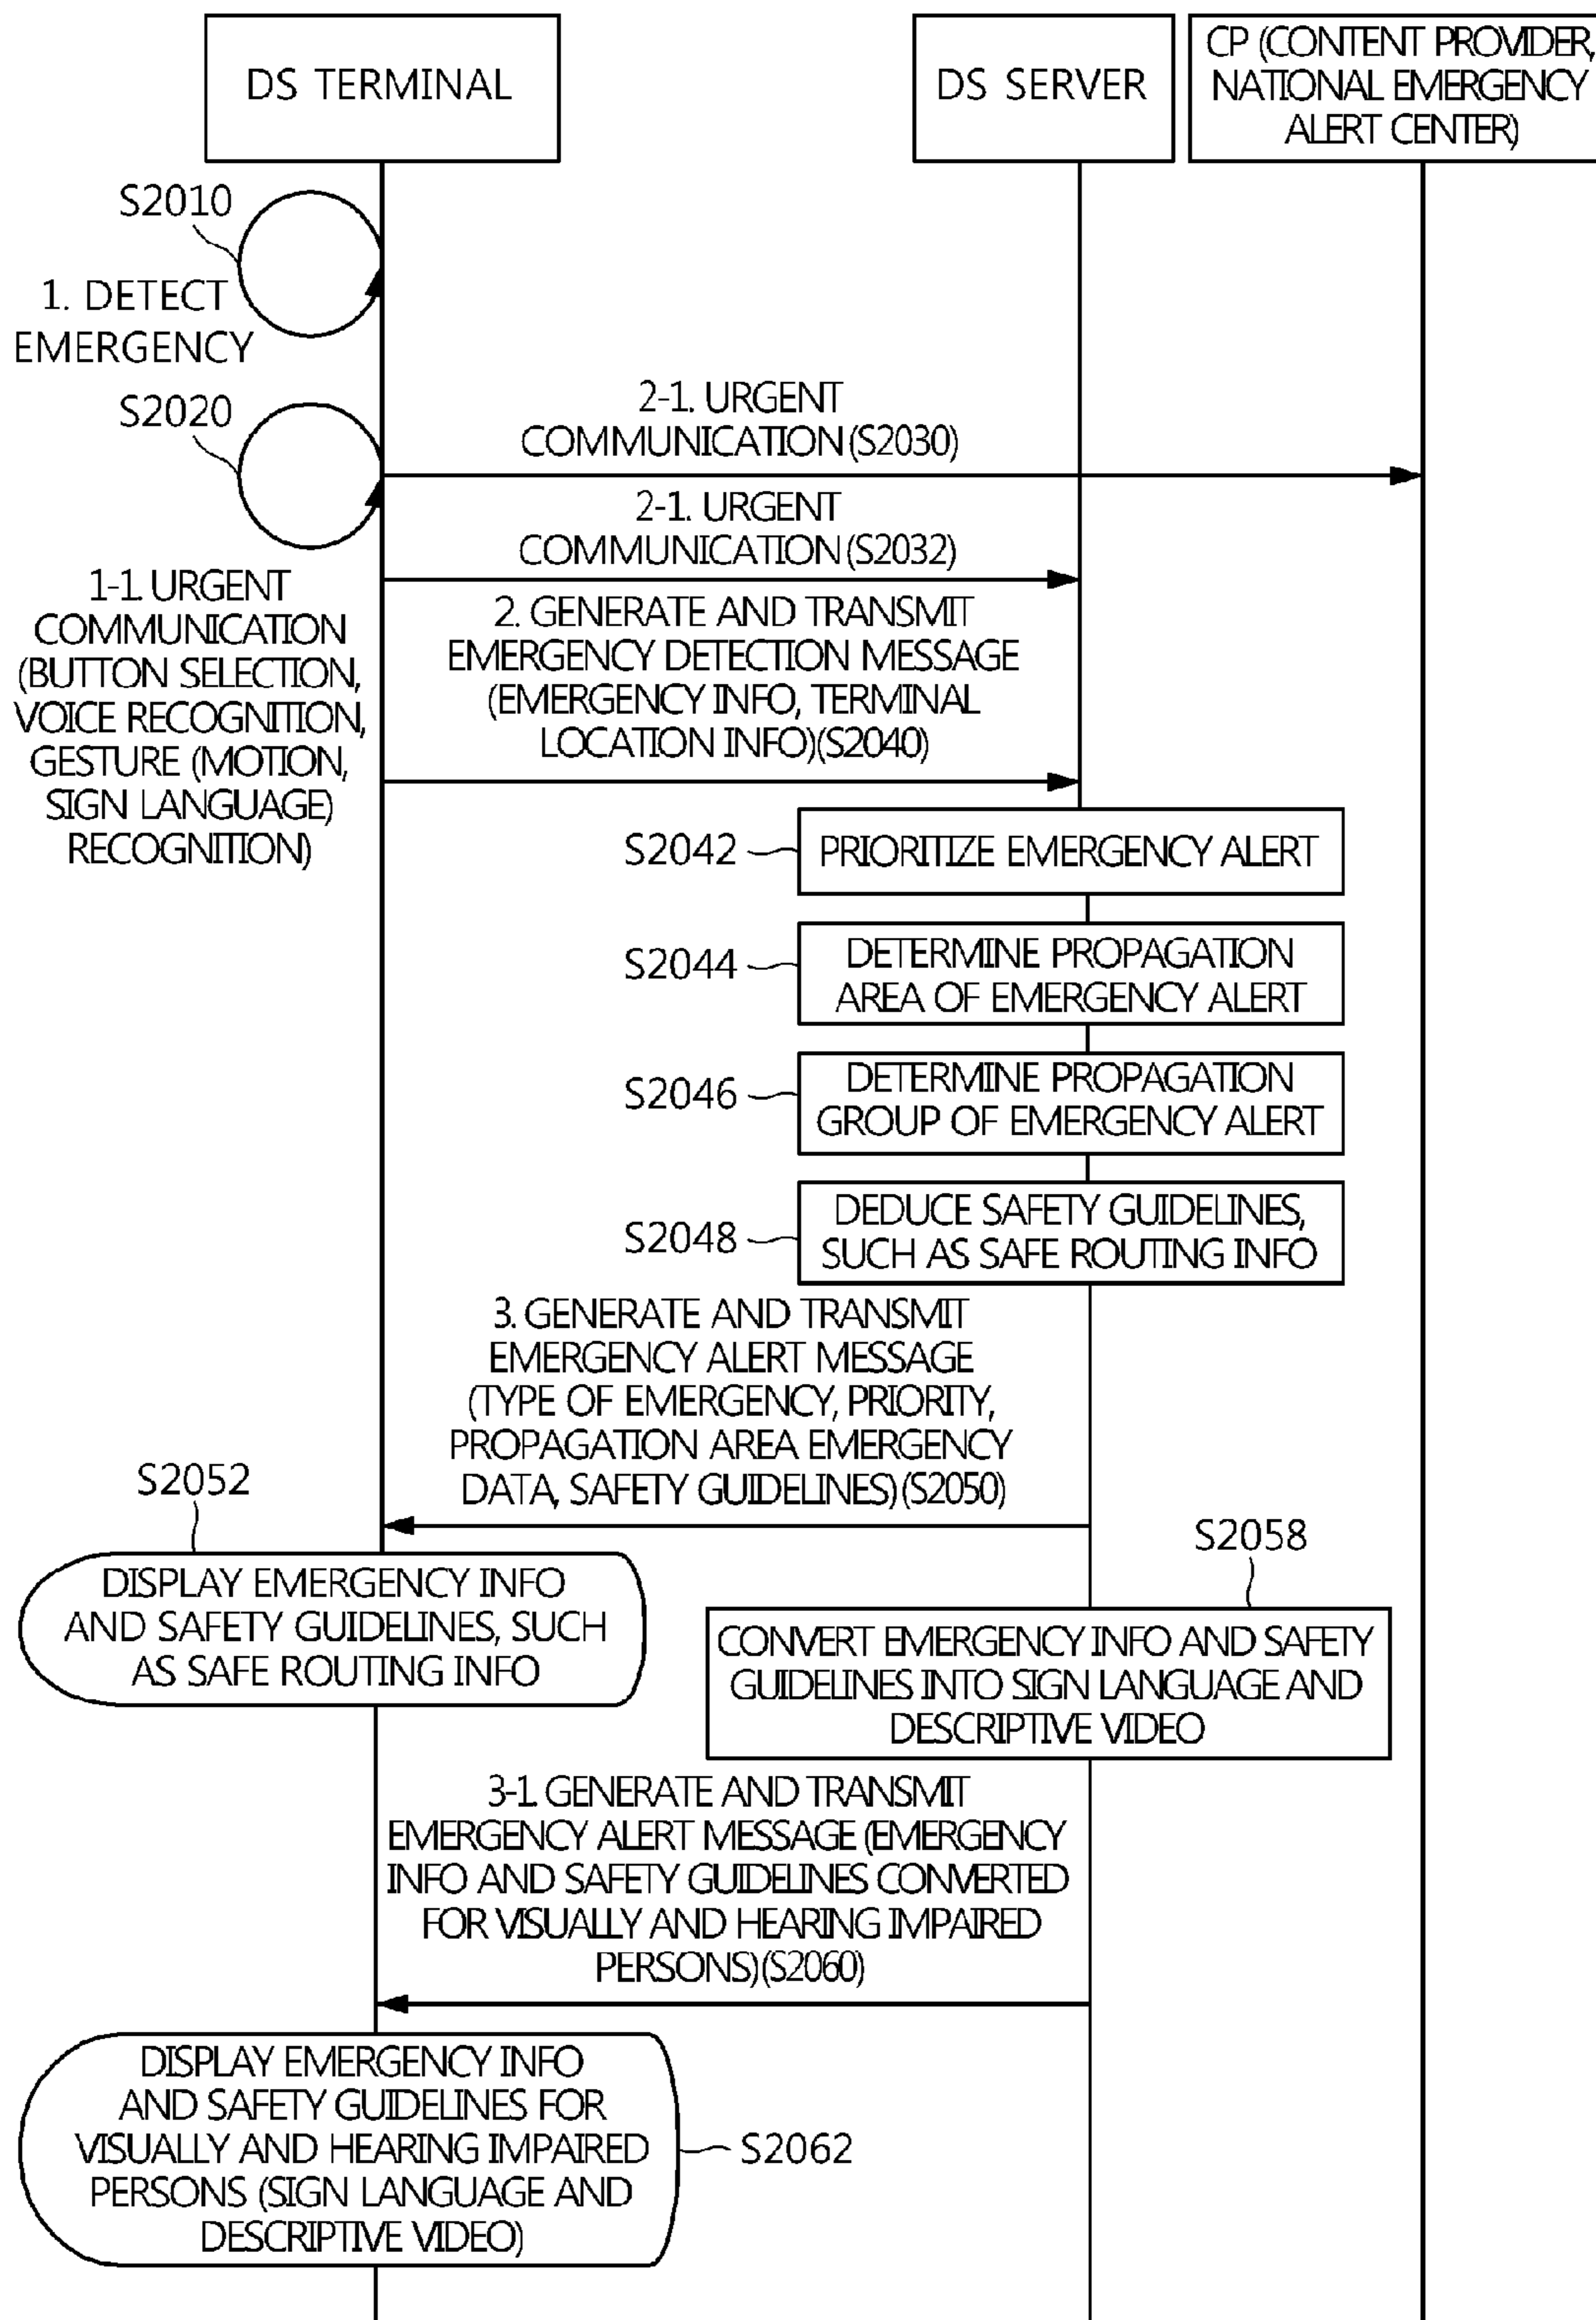 DS TERMINAL
DS SERVER
CP (CONTENT PROVIDER,
NATIONAL EMERGENCY
ALERT CENTER)
S2010
1. DETECT
EMERGENCY
S2020
2-1. URGENT
COMMUNICATION (S2030)
2-1. URGENT
COMMUNICATION (S2032)
1-1. URGENT
COMMUNICATION
(BUTTON SELECTION,
VOICE RECOGNITION,
GESTURE (MOTION,
SIGN LANGUAGE)
RECOGNITION)
2. GENERATE AND TRANSMIT
EMERGENCY DETECTION MESSAGE
(EMERGENCY INFO, TERMINAL
LOCATION INFO)(S2040)
S2042
PRIORITIZE EMERGENCY ALERT
S2044
DETERMINE PROPAGATION
AREA OF EMERGENCY ALERT
S2046
DETERMINE PROPAGATION
GROUP OF EMERGENCY ALERT
S2048
DEDUCE SAFETY GUIDELINES,
SUCH AS SAFE ROUTING INFO
3. GENERATE AND TRANSMIT
EMERGENCY ALERT MESSAGE
(TYPE OF EMERGENCY, PRIORITY,
PROPAGATION AREA EMERGENCY
DATA, SAFETY GUIDELINES) (S2050)
S2052
DISPLAY EMERGENCY INFO
AND SAFETY GUIDELINES, SUCH
AS SAFE ROUTING INFO
S2058
CONVERT EMERGENCY INFO AND SAFETY
GUIDELINES INTO SIGN LANGUAGE AND
DESCRIPTIVE VIDEO
3-1. GENERATE AND TRANSMIT
EMERGENCY ALERT MESSAGE (EMERGENCY
INFO AND SAFETY GUIDELINES CONVERTED
FOR VISUALLY AND HEARING IMPAIRED
PERSONS) (S2060)
DISPLAY EMERGENCY INFO
AND SAFETY GUIDELINES FOR
VISUALLY AND HEARING IMPAIRED
PERSONS (SIGN LANGUAGE AND
DESCRIPTIVE VIDEO)
S2062